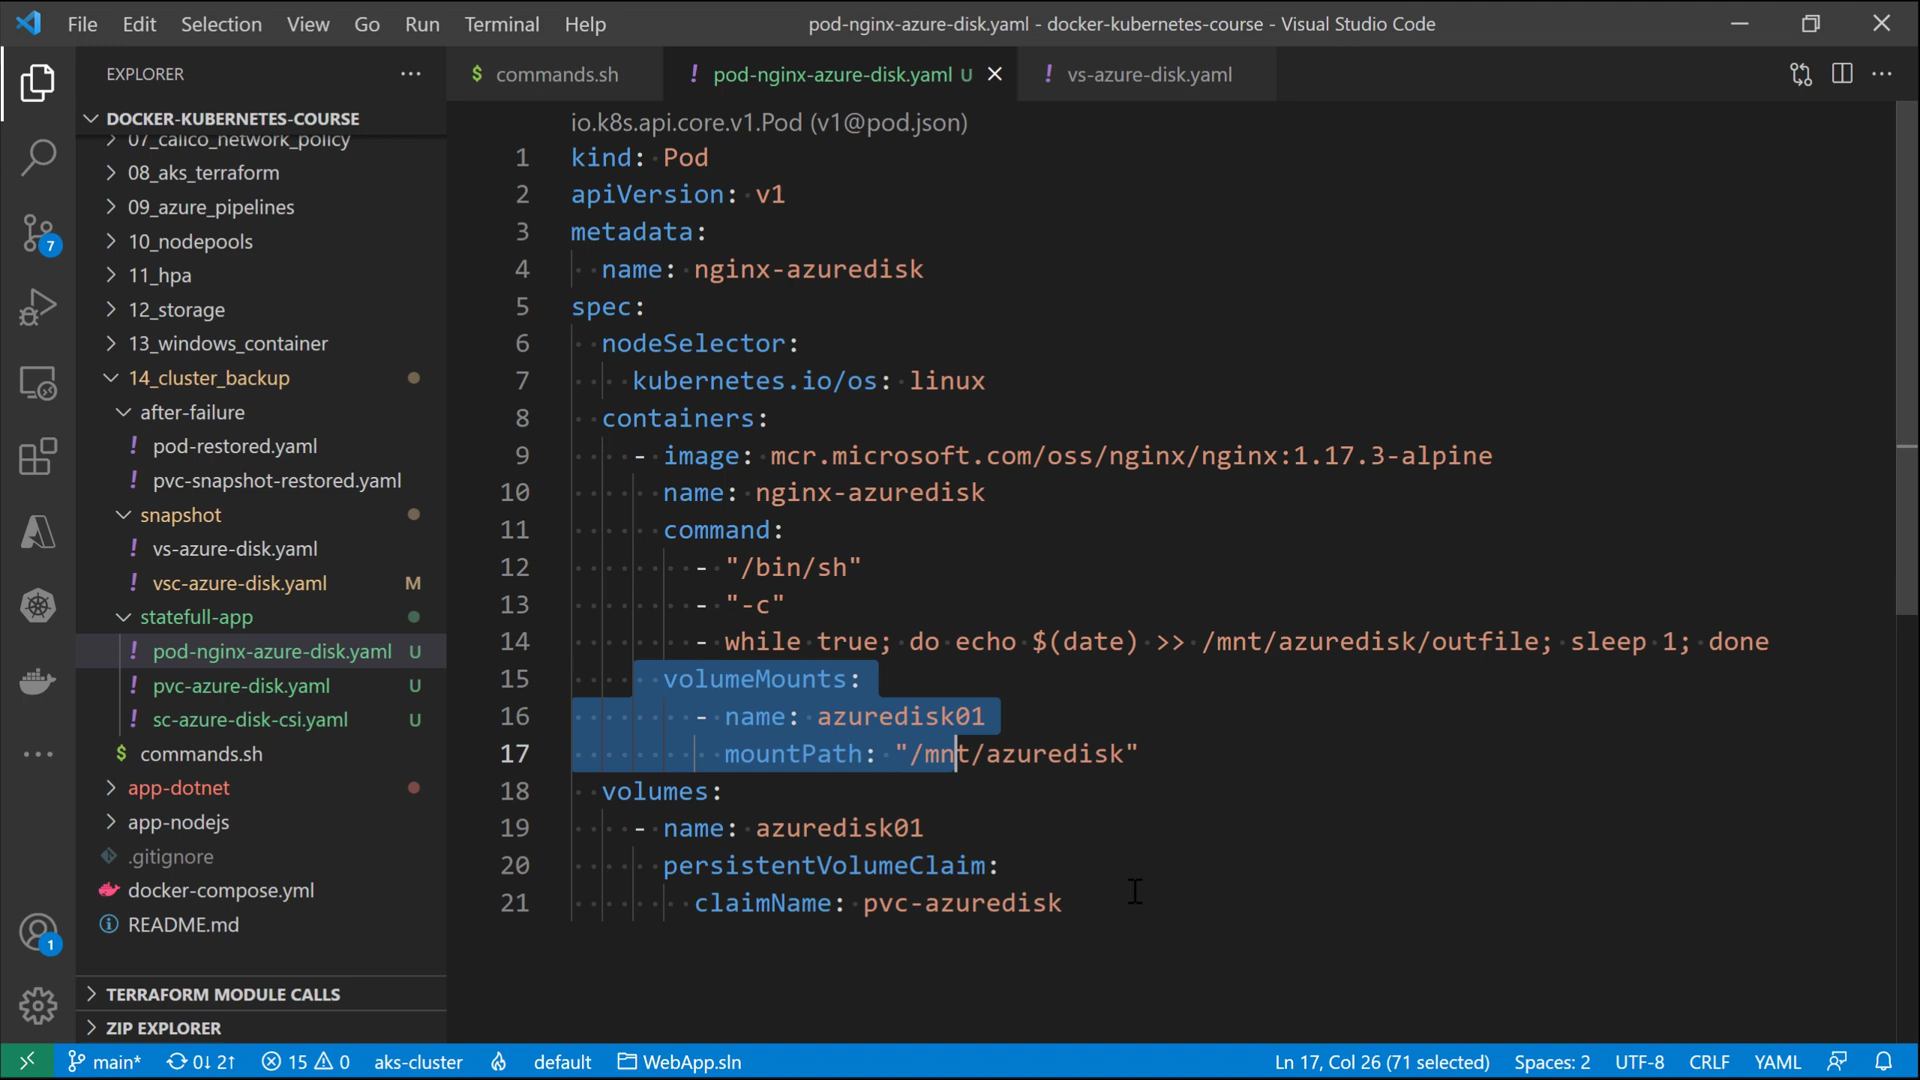 File Edit Selection View Go Run Terminal Help
pod-nginx-azure-disk.yaml - docker-kubernetes-course - Visual Studio Code
EXPLORER
DOCKER-KUBERNETES-COURSE
07_calico_network_policy
08_aks_terraform
09_azure_pipelines
10_nodepools
11_hpa
12_storage
13_windows_container
14_cluster_backup
after-failure
! pod-restored.yaml
! pvc-snapshot-restored.yaml
snapshot
! vs-azure-disk.yaml
! vsc-azure-disk.yaml M
statefull-app
! pod-nginx-azure-disk.yaml U
! pvc-azure-disk.yaml U
! sc-azure-disk-csi.yaml U
$ commands.sh
app-dotnet
app-nodejs
.gitignore
docker-compose.yml
README.md
TERRAFORM MODULE CALLS
ZIP EXPLORER
7
1
$ commands.sh
! pod-nginx-azure-disk.yaml U
! vs-azure-disk.yaml
io.k8s.api.core.v1.Pod (v1@pod.json)
1 kind: Pod
2 apiVersion: v1
3 metadata:
4 name: nginx-azuredisk
5 spec:
6 nodeSelector:
7 kubernetes.io/os: linux
8 containers:
9 - image: mcr.microsoft.com/oss/nginx/nginx:1.17.3-alpine
10 name: nginx-azuredisk
11 command:
12 - "/bin/sh"
13 - "-c"
14 - while true; do echo $(date) >> /mnt/azuredisk/outfile; sleep 1; done
15 volumeMounts:
16 - name: azuredisk01
17 mountPath: "/mnt/azuredisk"
18 volumes:
19 - name: azuredisk01
20 persistentVolumeClaim:
21 claimName: pvc-azuredisk
main* 0↓ 2↑ 15 0 aks-cluster default WebApp.sln Ln 17, Col 26 (71 selected) Spaces: 2 UTF-8 CRLF YAML